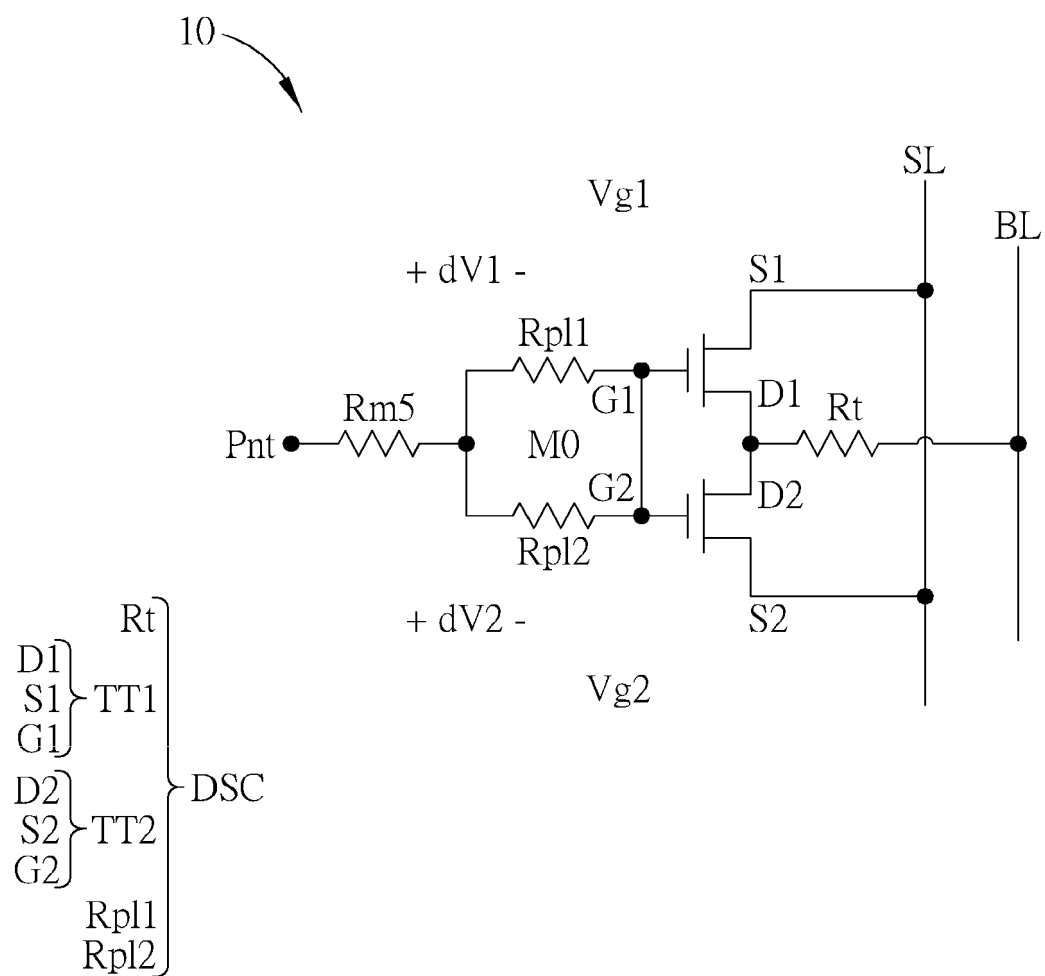 10
SL
Vg1
BL
+ dV1 -
S1
Rpl1
G1
D1
Rt
Rm5
Pnt
M0
G2
D2
Rpl2
+ dV2 -
S2
Vg2
Rt
D1
S1
TT1
G1
DSC
D2
S2
TT2
G2
Rpl1
Rpl2